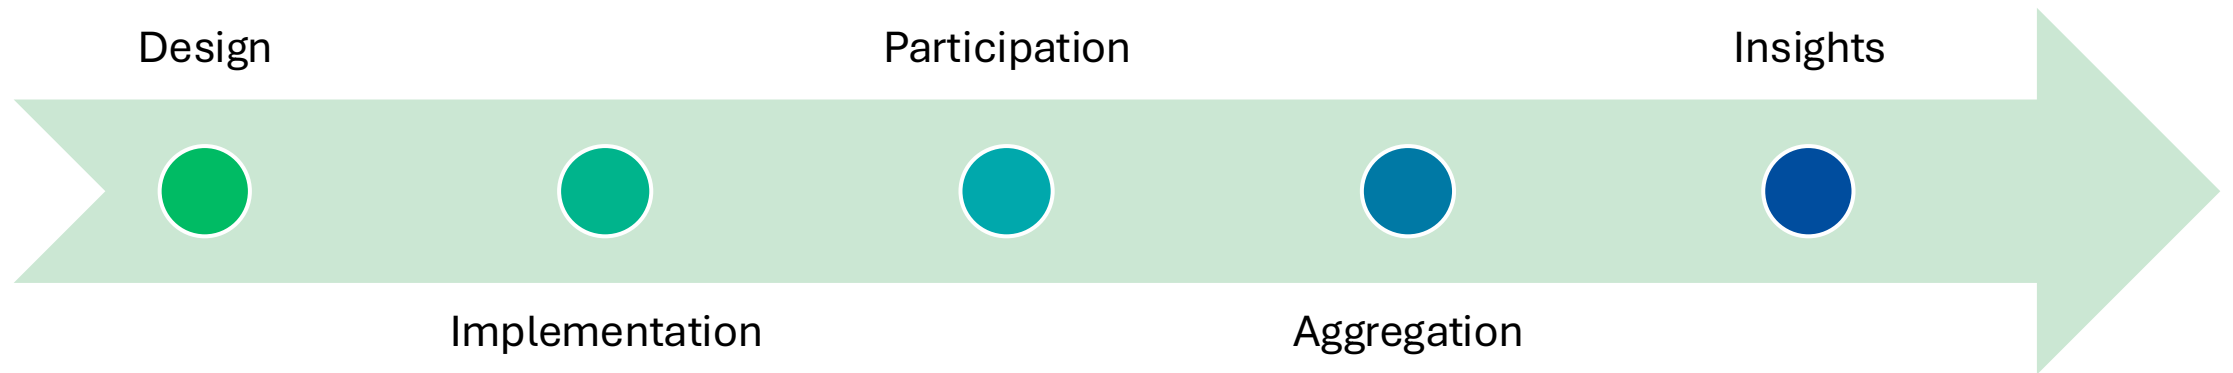 Design
Implementation
Participation
Aggregation
Insights